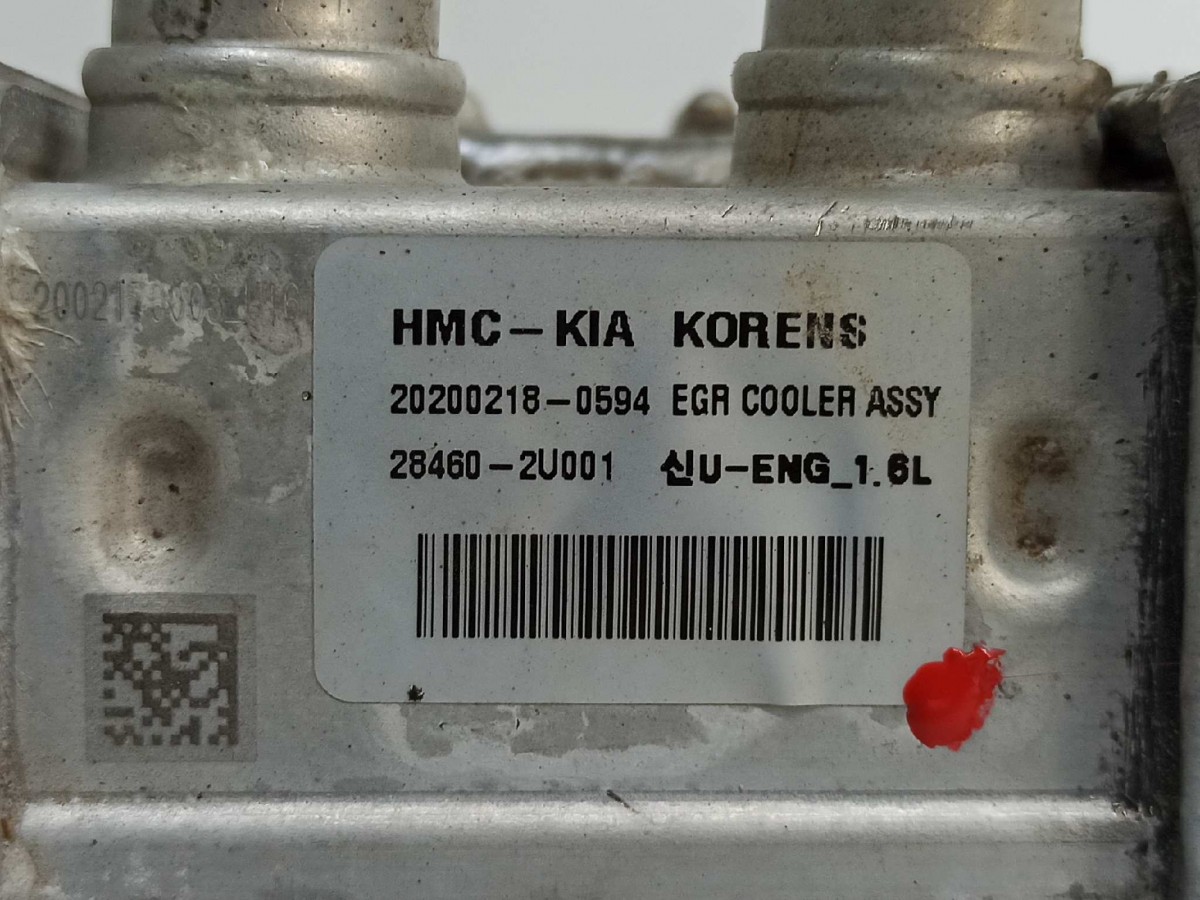 HMC-KIA KORENS
20200218-0594 EGR COOLER ASSY
28460-2U001 신U-ENG_1.6L